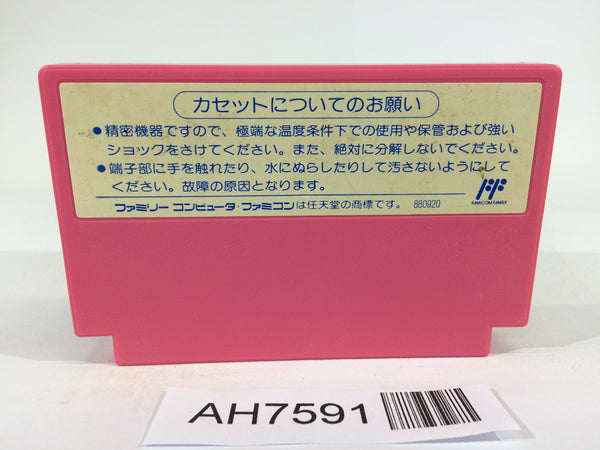 カセットについてのお願い
●精密機器ですので、極端な温度条件下での使用や保管および強い
ショックをさけてください。また、絶対に分解しないでください。
●端子部に手を触れたり、水にぬらしたりして汚さないようにして
ください。故障の原因となります。
FAMICOM FAMILY
ファミリー コンピュータ・ファミコンは任天堂の商標です。 880920
AH7591